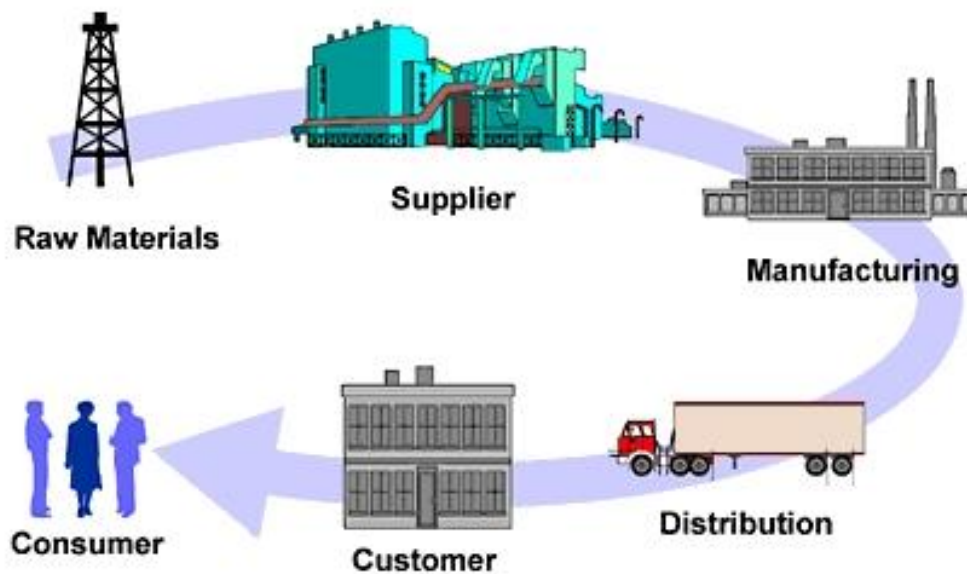 Raw Materials
Supplier
Manufacturing
Distribution
Customer
Consumer